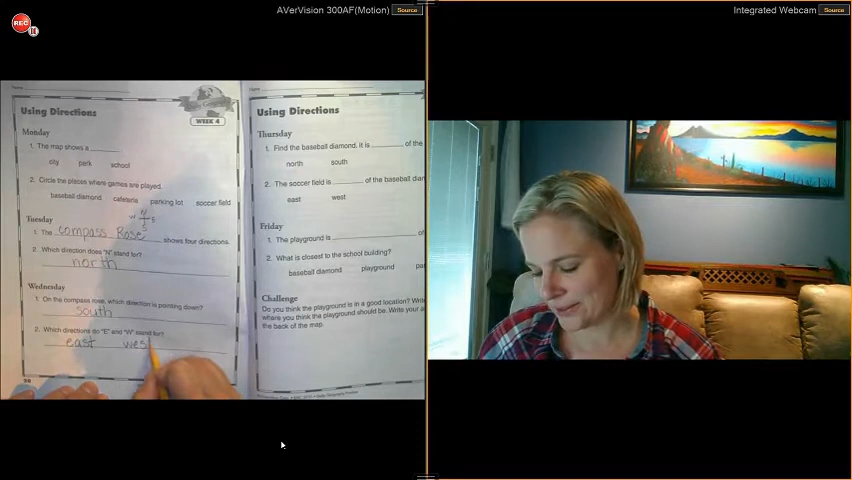 AVerVision 300AF(Motion)
Source
Integrated Webcam
Source
REC
Using Directions
WEEK 4
Monday
1. The map shows a
city park school
2. Circle the places where games are played.
baseball diamond cafeteria parking lot soccer field
N
W E
S
Tuesday
1. The compass Rose shows four directions.
2. Which direction does "N" stand for?
north
Wednesday
1. On the compass rose, which direction is pointing down?
south
2. Which directions do "E" and "W" stand for?
east wes
98
Using Directions
Thursday
1. Find the baseball diamond. It is of the
north south
2. The soccer field is of the baseball diam
east west
Friday
1. The playground is
2. What is closest to the school building?
baseball diamond playground
Challenge
Do you think the playground is in a good location?
where you think the playground should be.
the back of the map.